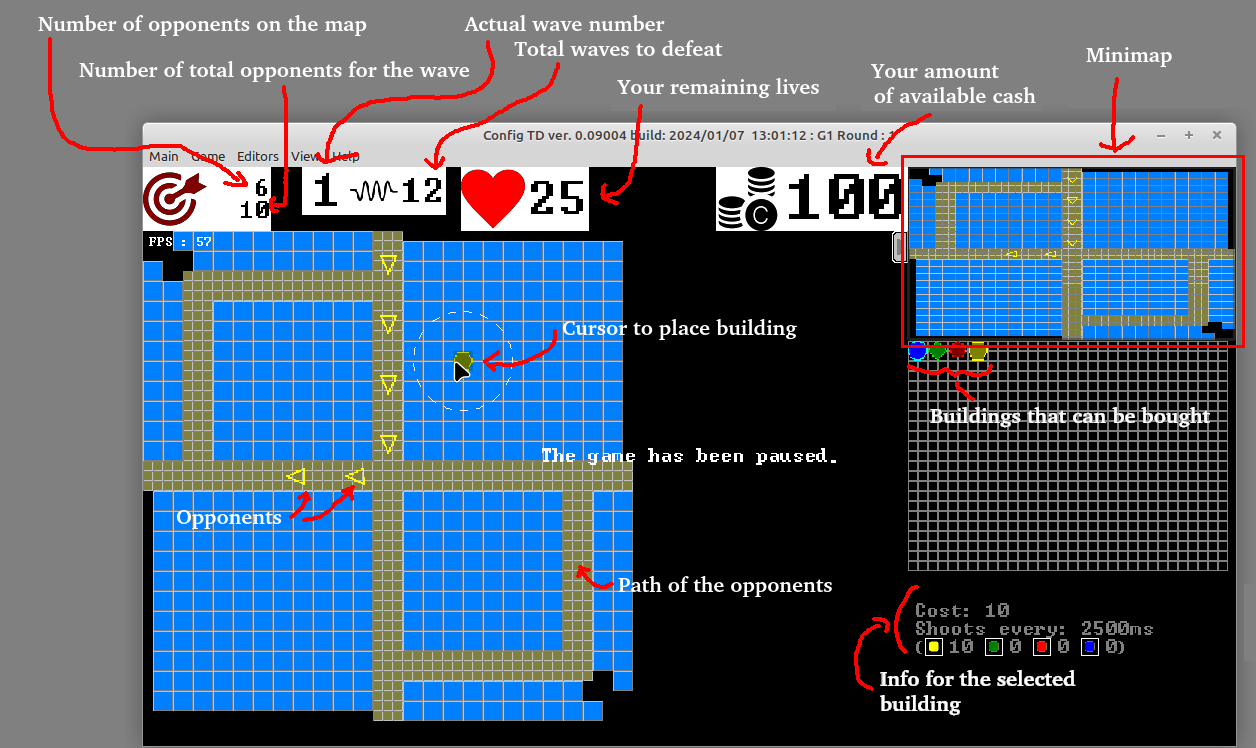 Number of opponents on the map
Actual wave number
Total waves to defeat
Number of total opponents for the wave
Your remaining lives
Your amount
of available cash
Minimap
Config TD ver. 0.09004 build: 2024/01/07 13:01:12 : G1 Round : 1
Main Game Editors View Help
6
10
1 12
25
C 100
FPS : 57
Cursor to place building
Buildings that can be bought
The game has been paused.
Opponents
Path of the opponents
Cost: 10
Shoots every: 2500ms
( 10 0 0 0)
Info for the selected
building